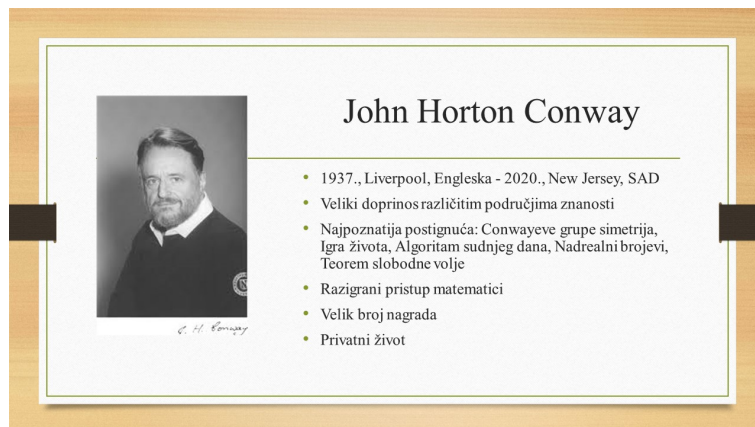 John Horton Conway
1937., Liverpool, Engleska - 2020., New Jersey, SAD
Veliki doprinos različitim područjima znanosti
Najpoznatija postignuća: Conwayeve grupe simetrija,
Igra života, Algoritam sudnjeg dana, Nadrealni brojevi,
Teorem slobodne volje
Razigrani pristup matematici
Velik broj nagrada
Privatni život
J. H. Conway